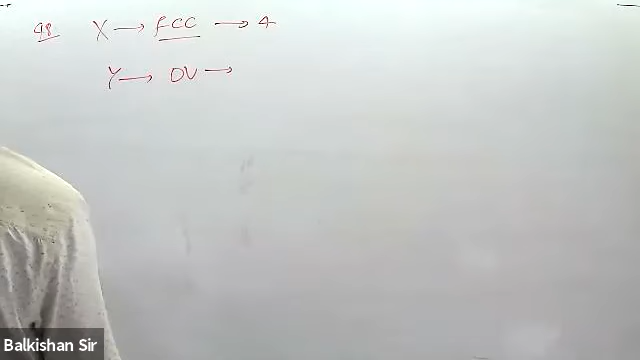 98 X → FCC → 4
Y → OV →
Balkishan Sir